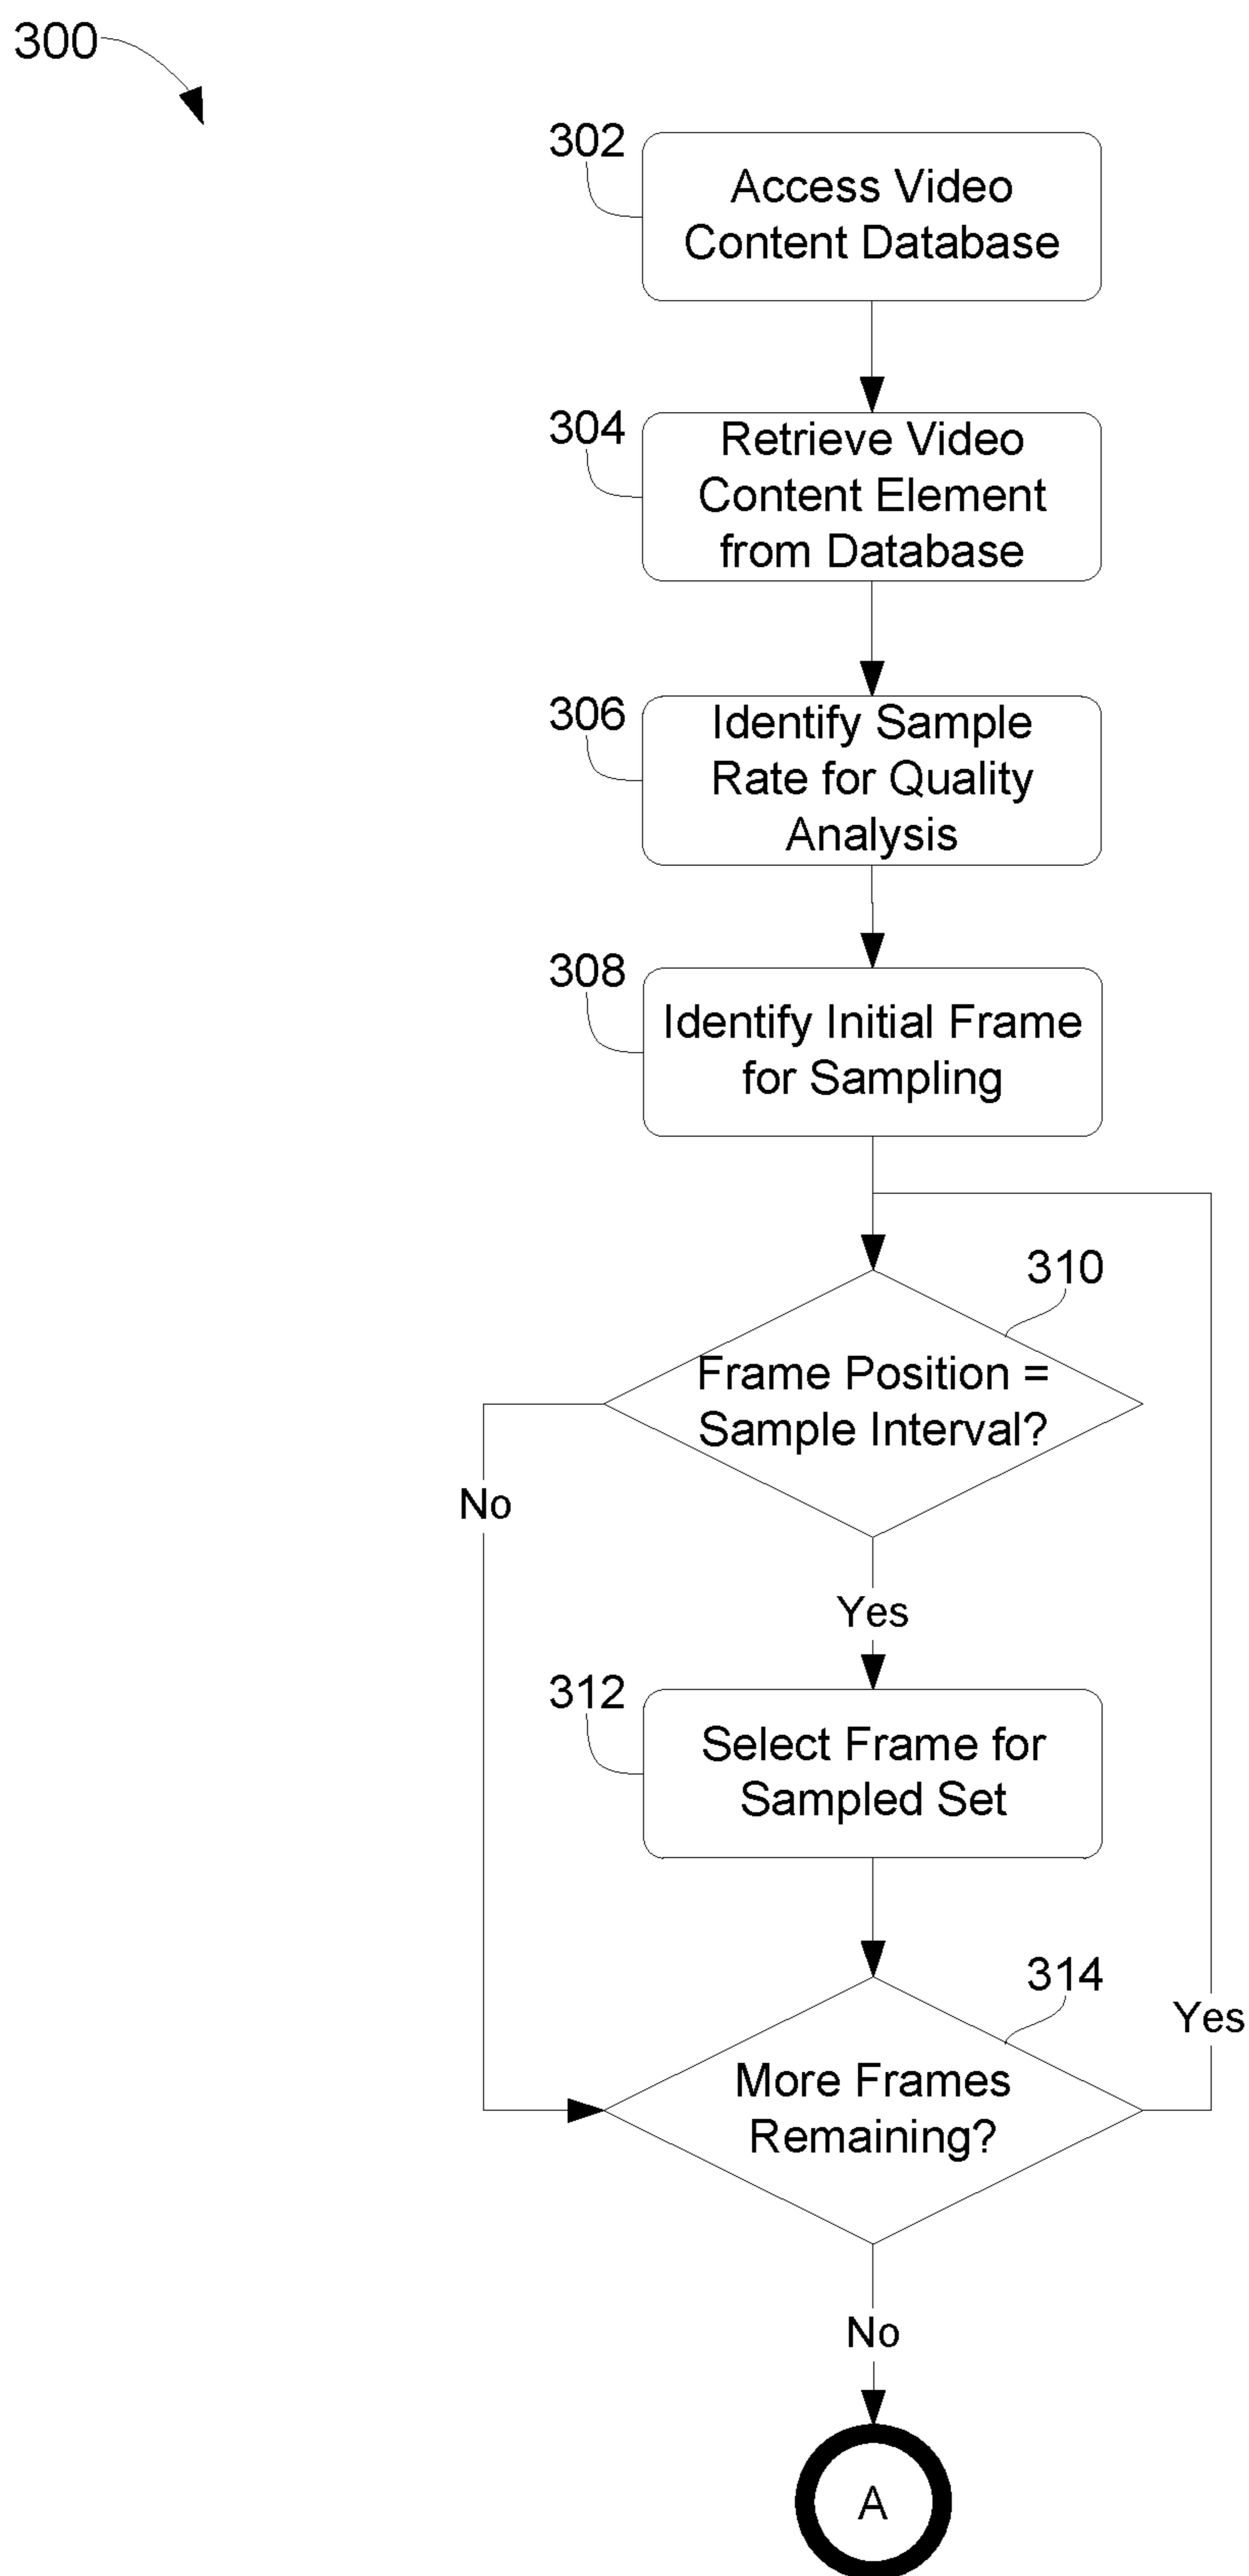 300
302
Access Video
Content Database
304
Retrieve Video
Content Element
from Database
306
Identify Sample
Rate for Quality
Analysis
308
Identify Initial Frame
for Sampling
310
Frame Position =
Sample Interval?
No
Yes
312
Select Frame for
Sampled Set
314
Yes
More Frames
Remaining?
No
A